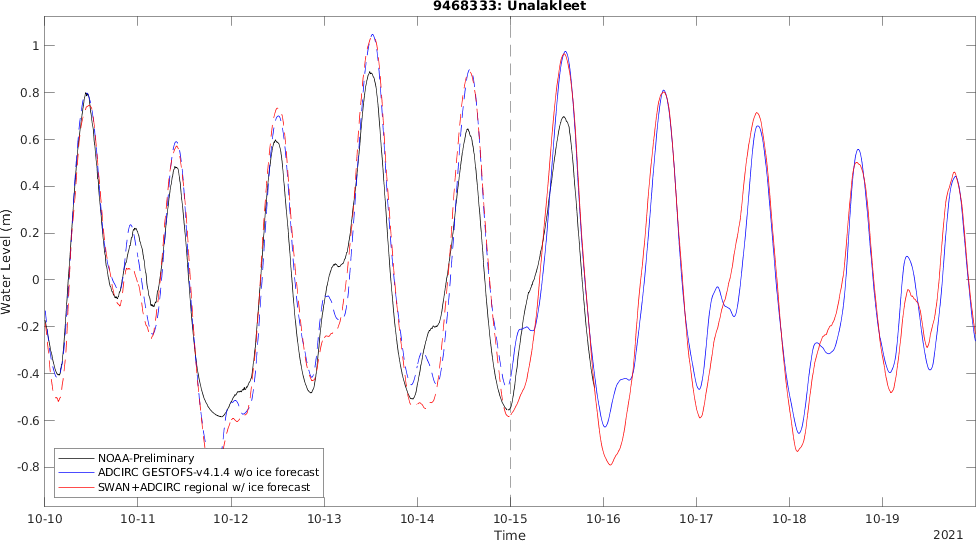 9468333: Unalakleet
Water Level (m)
1
0.8
0.6
0.4
0.2
0
-0.2
-0.4
-0.6
-0.8
NOAA-Preliminary
ADCIRC GESTOFS-v4.1.4 w/o ice forecast
SWAN+ADCIRC regional w/ ice forecast
10-10 10-11 10-12 10-13 10-14 10-15 10-16 10-17 10-18 10-19
Time
2021